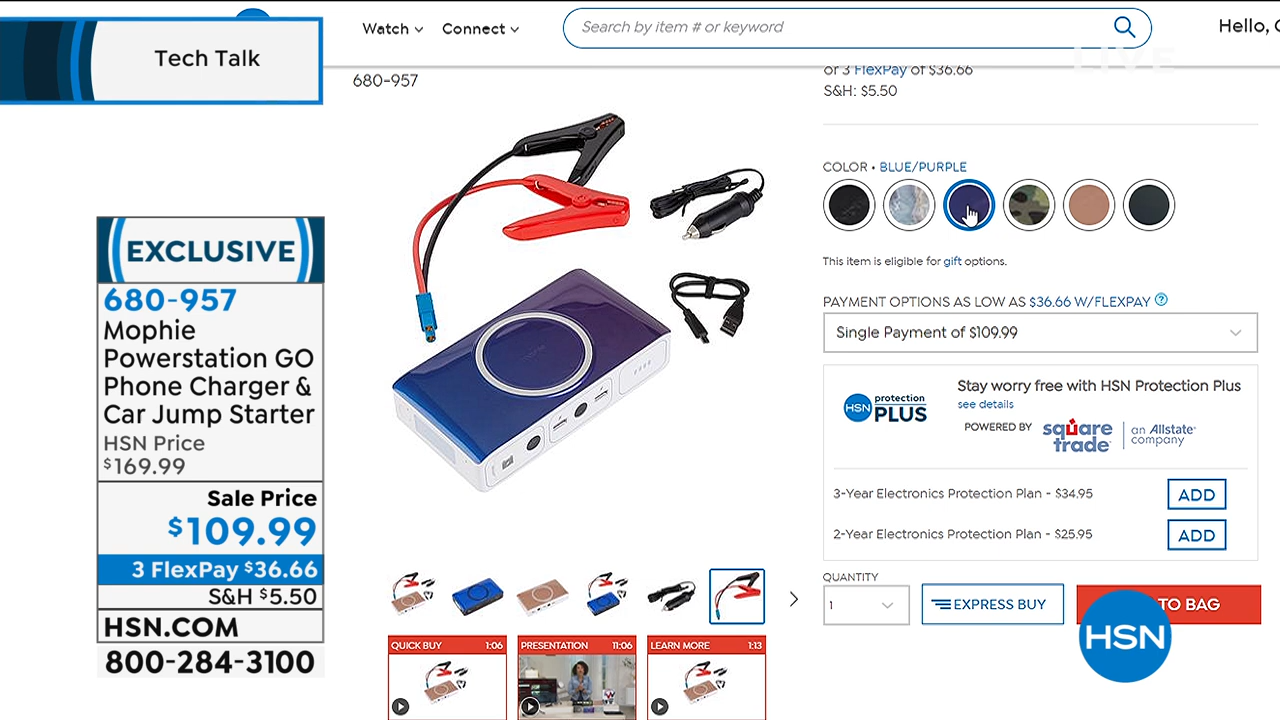 Tech Talk
Watch
Connect
Search by item # or keyword
Hello,
LIVE
680-957
or 3 FlexPay of $36.66
S&H: $5.50
COLOR • BLUE/PURPLE
This item is eligible for gift options.
PAYMENT OPTIONS AS LOW AS $36.66 W/FLEXPAY ?
Single Payment of $109.99
HSN protection PLUS
Stay worry free with HSN Protection Plus
see details
POWERED BY
square trade
an Allstate company
3-Year Electronics Protection Plan - $34.95
ADD
2-Year Electronics Protection Plan - $25.95
ADD
QUANTITY
1
EXPRESS BUY
TO BAG
HSN
EXCLUSIVE
680-957
Mophie
Powerstation GO
Phone Charger &
Car Jump Starter
HSN Price
$169.99
Sale Price
$109.99
3 FlexPay $36.66
S&H $5.50
HSN.COM
800-284-3100
QUICK BUY 1:06
PRESENTATION 11:06
LEARN MORE 1:13